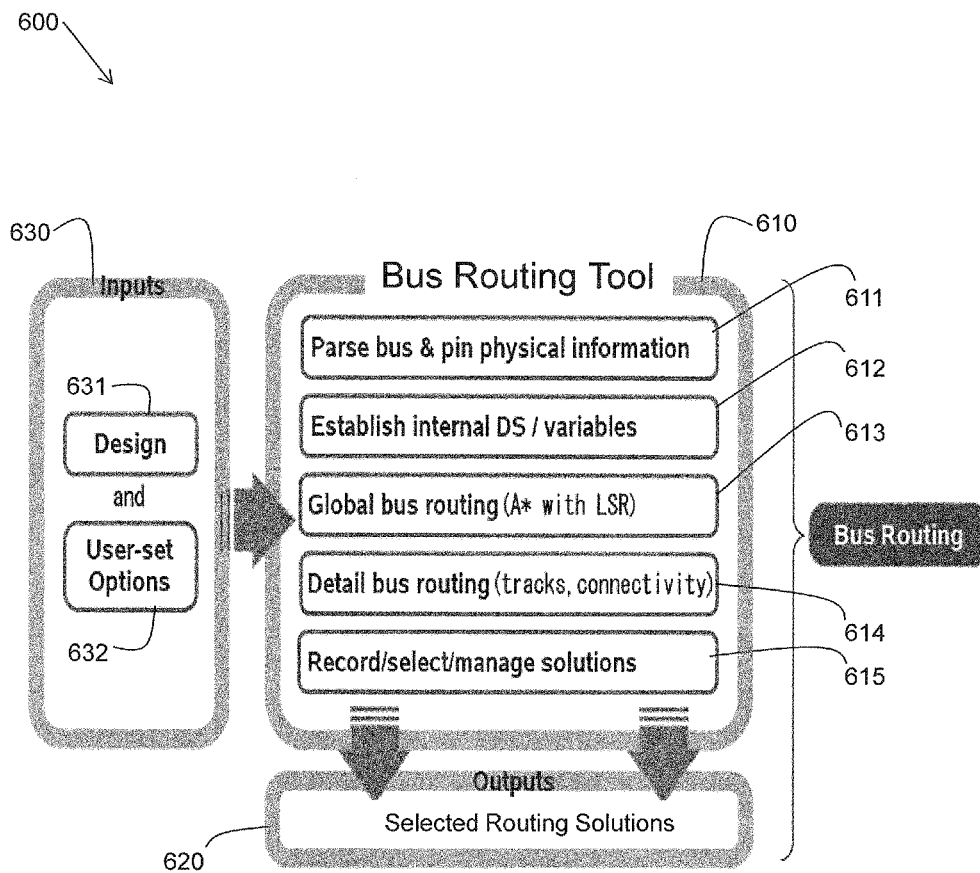 600
630
610
Inputs
Bus Routing Tool
611
Parse bus & pin physical information
631
612
Design
Establish internal DS / variables
613
and
Global bus routing (A* with LSR)
User-set
Options
Bus Routing
Detail bus routing (tracks, connectivity)
632
614
Record/select/manage solutions
615
Outputs
Selected Routing Solutions
620